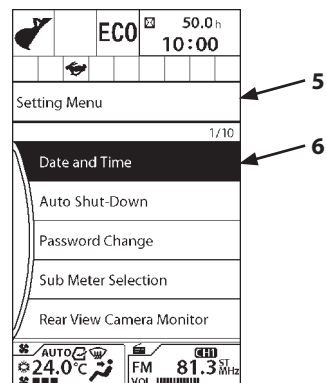 ECO 50.0 h
10:00
5
Setting Menu
1/10
Date and Time
6
Auto Shut-Down
Password Change
Sub Meter Selection
Rear View Camera Monitor
AUTO
24.0°C
CH1
FM 81.3 ST MHz
VOL